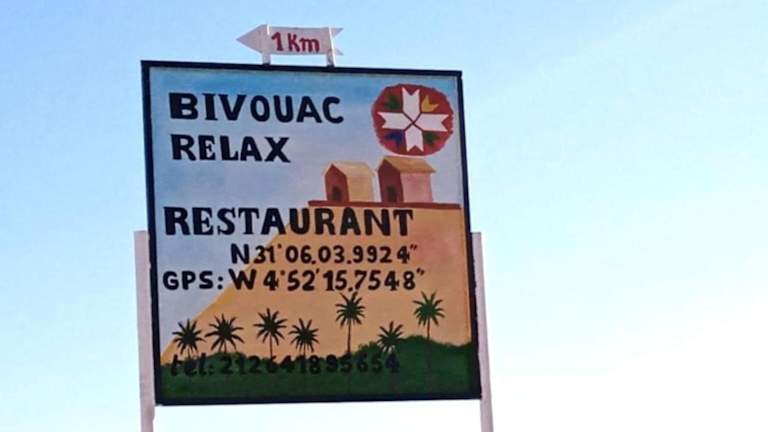 1Km
BIVOUAC
RELAX
RESTAURANT
N31°06.03.9924"
GPS: W 4°52'15.7548"
tel: 212641895654